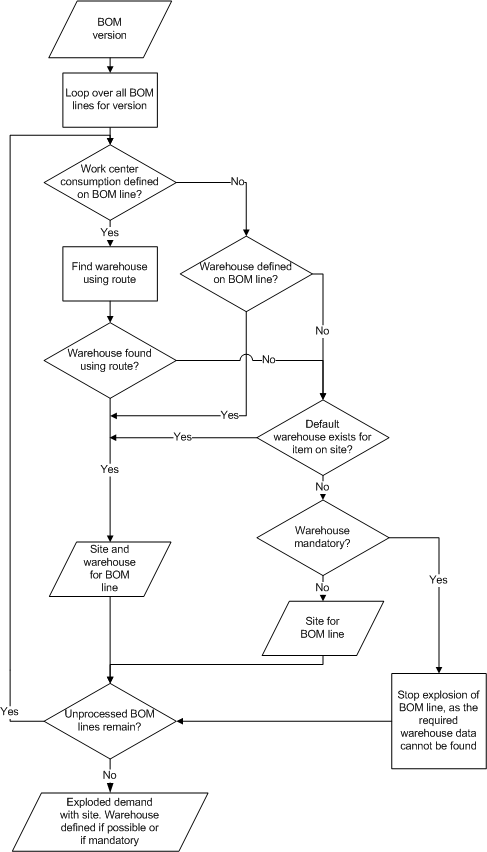 BOM
version
Loop over all BOM
lines for version
Work center
consumption defined
on BOM line?
No
Yes
Find warehouse
using route
Warehouse defined
on BOM line?
No
Warehouse found
using route?
No
Yes
Default
warehouse exists for
item on site?
Yes
Yes
No
Warehouse
mandatory?
Site and
warehouse
for BOM
line
No
Yes
Site for
BOM line
Stop explosion of
BOM line, as the
required
warehouse data
cannot be found
Yes
Unprocessed BOM
lines remain?
No
Exploded demand
with site. Warehouse
defined if possible or
if mandatory